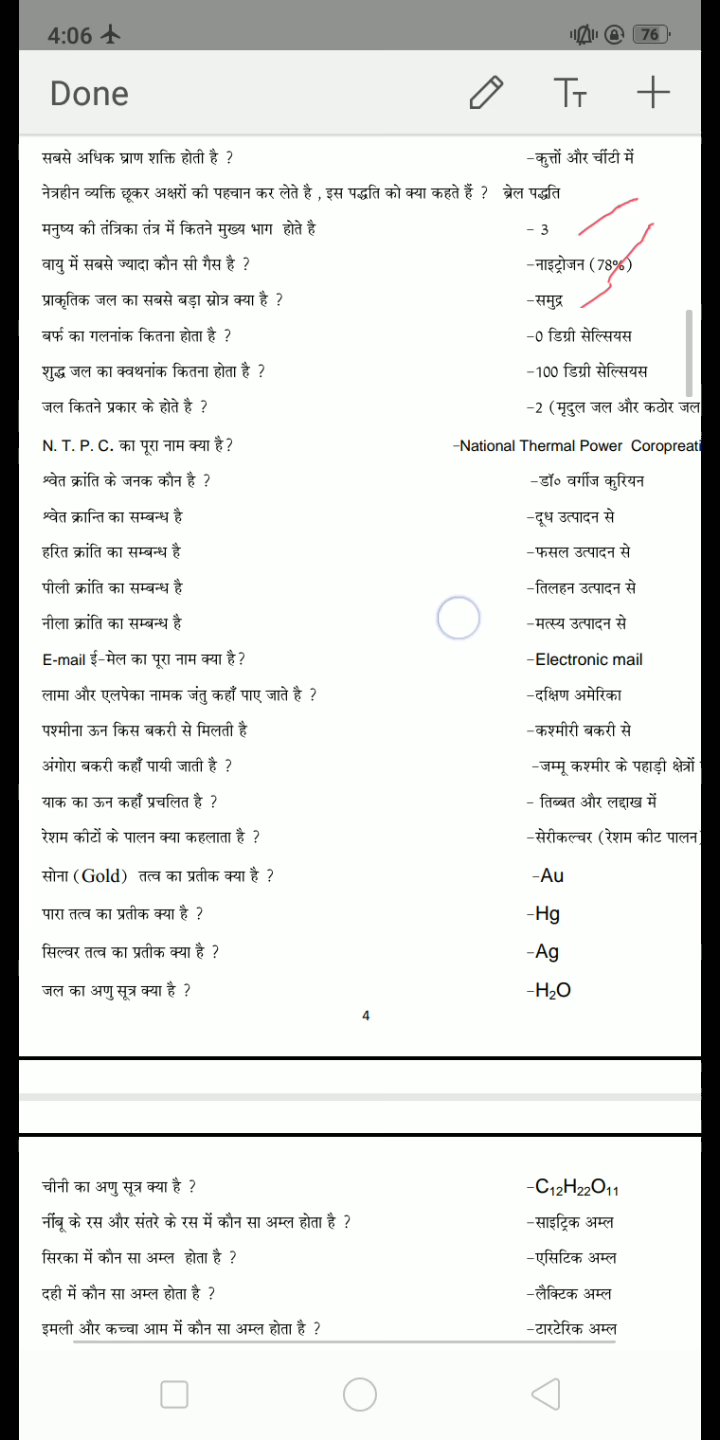 4:06 76
Done TT
सबसे अधिक घ्राण शक्ति होती है ? -कुत्तों और चींटी में
नेत्रहीन व्यक्ति छूकर अक्षरों की पहचान कर लेते है , इस पद्धति को क्या कहते हैं ? ब्रेल पद्धति
मनुष्य की तंत्रिका तंत्र में कितने मुख्य भाग होते है - 3
वायु में सबसे ज्यादा कौन सी गैस है ? -नाइट्रोजन (78%)
प्राकृतिक जल का सबसे बड़ा स्रोत्र क्या है ? -समुद्र
बर्फ का गलनांक कितना होता है ? -0 डिग्री सेल्सियस
शुद्ध जल का क्वथनांक कितना होता है ? -100 डिग्री सेल्सियस
जल कितने प्रकार के होते है ? -2 (मृदुल जल और कठोर जल
N. T. P. C. का पूरा नाम क्या है? -National Thermal Power Coropreati
श्वेत क्रांति के जनक कौन है ? -डॉ० वर्गीज कुरियन
श्वेत क्रान्ति का सम्बन्ध है -दूध उत्पादन से
हरित क्रांति का सम्बन्ध है -फसल उत्पादन से
पीली क्रांति का सम्बन्ध है -तिलहन उत्पादन से
नीला क्रांति का सम्बन्ध है -मत्स्य उत्पादन से
E-mail ई-मेल का पूरा नाम क्या है? -Electronic mail
लामा और एलपेका नामक जंतु कहाँ पाए जाते है ? -दक्षिण अमेरिका
पश्मीना ऊन किस बकरी से मिलती है -कश्मीरी बकरी से
अंगोरा बकरी कहाँ पायी जाती है ? -जम्मू कश्मीर के पहाड़ी क्षेत्रों
याक का ऊन कहाँ प्रचलित है ? - तिब्बत और लद्दाख में
रेशम कीटों के पालन क्या कहलाता है ? -सेरीकल्चर (रेशम कीट पालन)
सोना (Gold) तत्व का प्रतीक क्या है ? -Au
पारा तत्व का प्रतीक क्या है ? -Hg
सिल्वर तत्व का प्रतीक क्या है ? -Ag
जल का अणु सूत्र क्या है ? -H₂O
4
चीनी का अणु सूत्र क्या है ? -C₁₂H₂₂O₁₁
नींबू के रस और संतरे के रस में कौन सा अम्ल होता है ? -साइट्रिक अम्ल
सिरका में कौन सा अम्ल होता है ? -एसिटिक अम्ल
दही में कौन सा अम्ल होता है ? -लैक्टिक अम्ल
इमली और कच्चा आम में कौन सा अम्ल होता है ? -टारटेरिक अम्ल